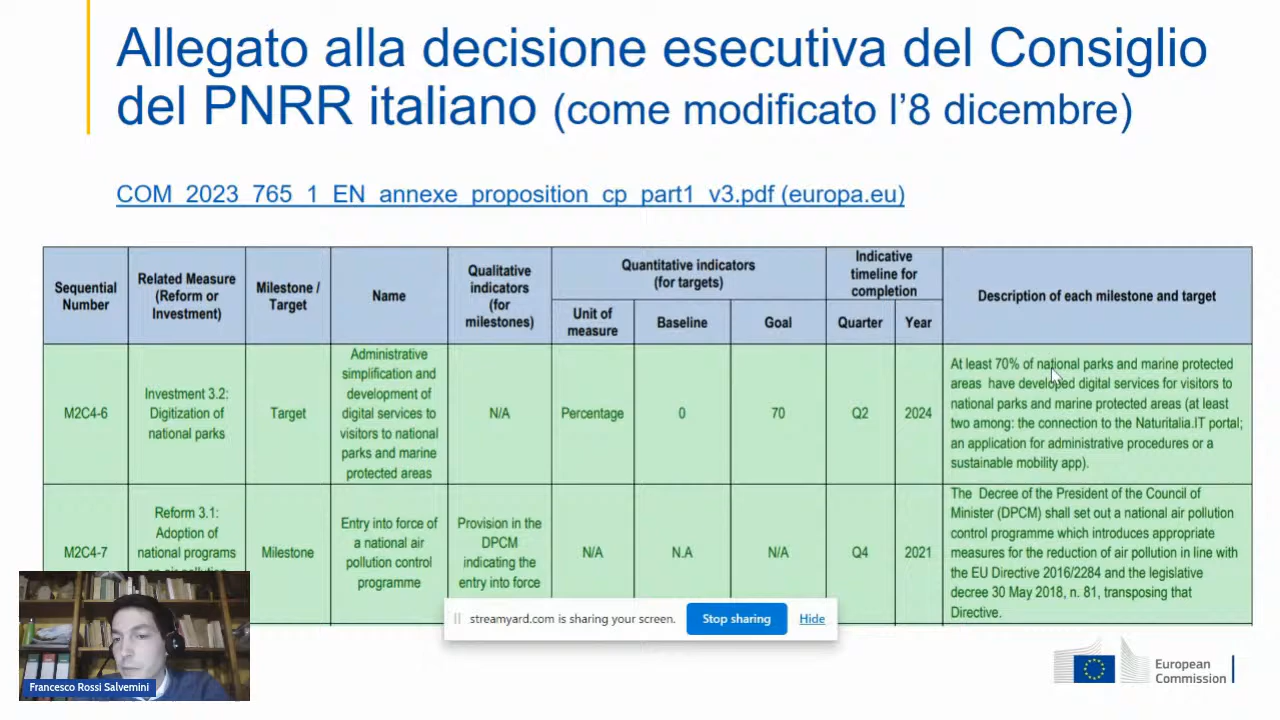 Allegato alla decisione esecutiva del Consiglio
del PNRR italiano (come modificato l’8 dicembre)
COM_2023_765_1_EN_annexe_proposition_cp_part1_v3.pdf (europa.eu)
Sequential
Number
Related Measure
(Reform or
Investment)
Milestone /
Target
Name
Qualitative
indicators
(for
milestones)
Quantitative indicators
(for targets)
Unit of
measure
Baseline
Goal
Indicative
timeline for
completion
Quarter
Year
Description of each milestone and target
M2C4-6
Investment 3.2:
Digitization of
national parks
Target
Administrative
simplification and
development of
digital services to
visitors to national
parks and marine
protected areas
N/A
Percentage
0
70
Q2
2024
At least 70% of national parks and marine protected
areas have developed digital services for visitors to
national parks and marine protected areas (at least
two among: the connection to the Naturitalia.IT portal;
an application for administrative procedures or a
sustainable mobility app).
M2C4-7
Reform 3.1:
Adoption of
national programs
Milestone
Entry into force of
a national air
pollution control
programme
Provision in the
DPCM
indicating the
entry into force
N/A
N.A
N/A
Q4
2021
The Decree of the President of the Council of
Minister (DPCM) shall set out a national air pollution
control programme which introduces appropriate
measures for the reduction of air pollution in line with
the EU Directive 2016/2284 and the legislative
decree 30 May 2018, n. 81, transposing that
Directive.
streamyard.com is sharing your screen.
Stop sharing
Hide
Francesco Rossi Salvemini
European
Commission